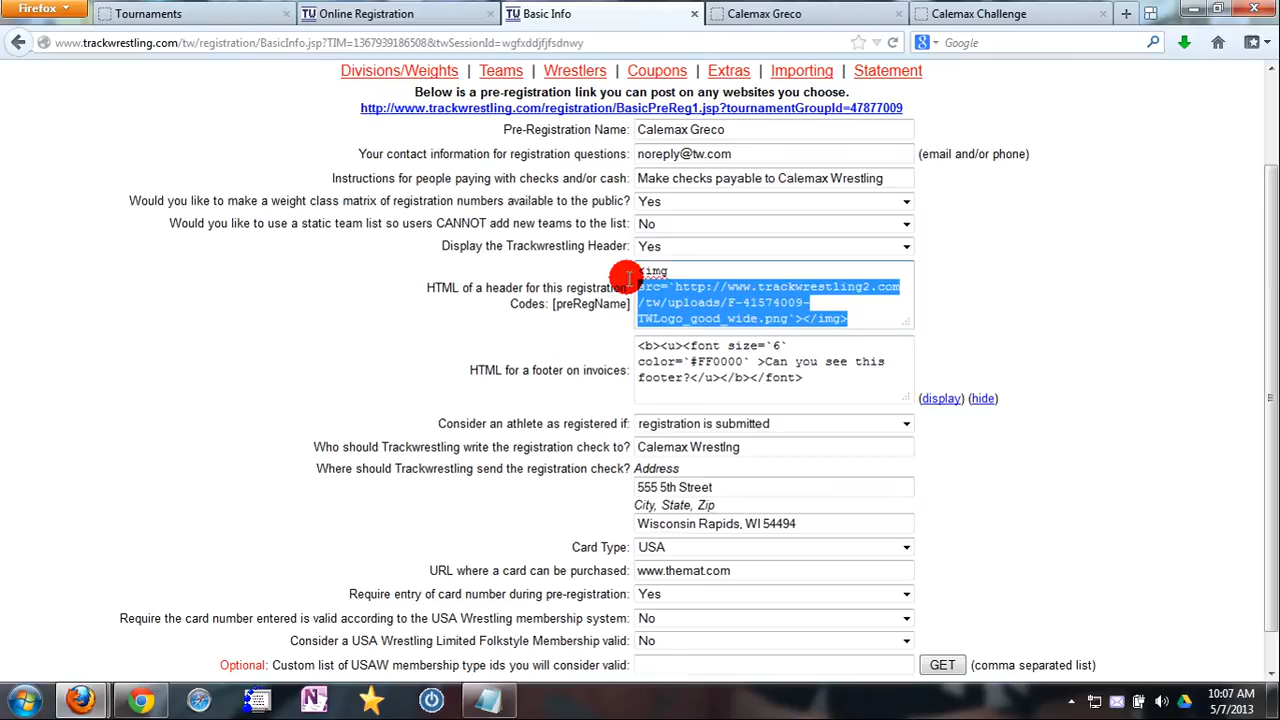 Firefox
Tournaments
Online Registration
Basic Info
Calemax Greco
Calemax Challenge
www.trackwrestling.com/tw/registration/BasicInfo.jsp?TIM=1367939186508&twSessionId=wgfxddjfjfsdnwy
Google
Divisions/Weights | Teams | Wrestlers | Coupons | Extras | Importing | Statement
Below is a pre-registration link you can post on any websites you choose.
http://www.trackwrestling.com/registration/BasicPreReg1.jsp?tournamentGroupId=47877009
Pre-Registration Name: Calemax Greco
Your contact information for registration questions: noreply@tw.com (email and/or phone)
Instructions for people paying with checks and/or cash: Make checks payable to Calemax Wrestling
Would you like to make a weight class matrix of registration numbers available to the public? Yes
Would you like to use a static team list so users CANNOT add new teams to the list: No
Display the Trackwrestling Header: Yes
<img
HTML of a header for this registration: src=`http://www.trackwrestling2.com
Codes: [preRegName] /tw/uploads/F-41574009-
TWLogo_good_wide.png`></img>
<b><u><font size=`6`
color=`#FF0000` >Can you see this
HTML for a footer on invoices: footer?</u></b></font>
(display) (hide)
Consider an athlete as registered if: registration is submitted
Who should Trackwrestling write the registration check to? Calemax Wrestlng
Where should Trackwrestling send the registration check? Address
555 5th Street
City, State, Zip
Wisconsin Rapids, WI 54494
Card Type: USA
URL where a card can be purchased: www.themat.com
Require entry of card number during pre-registration: Yes
Require the card number entered is valid according to the USA Wrestling membership system: No
Consider a USA Wrestling Limited Folkstyle Membership valid: No
Optional: Custom list of USAW membership type ids you will consider valid: GET (comma separated list)
10:07 AM
5/7/2013